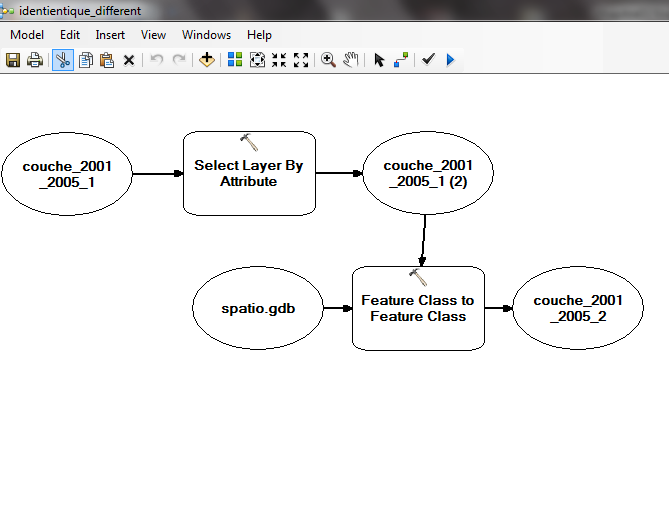 identientique_different
Model Edit Insert View Windows Help
couche_2001
_2005_1
Select Layer By
Attribute
couche_2001
_2005_1 (2)
spatio.gdb
Feature Class to
Feature Class
couche_2001
_2005_2